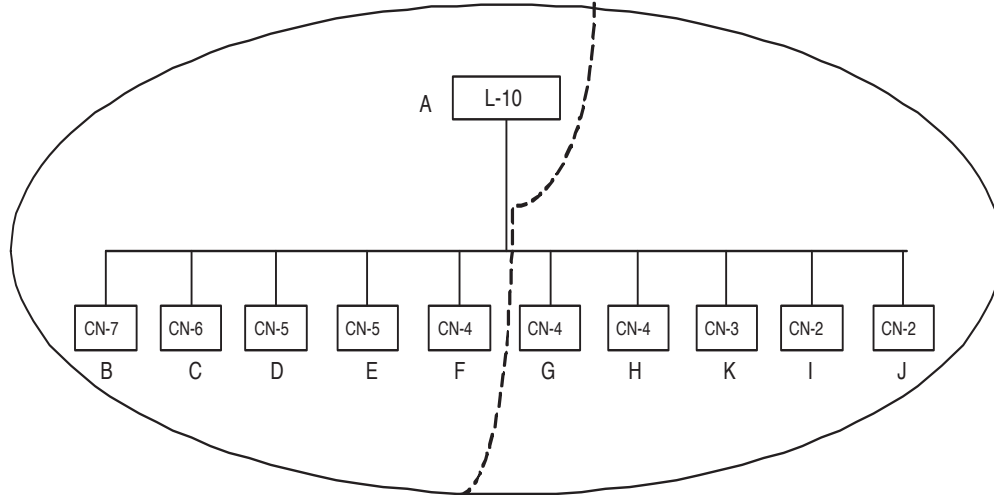 A L-10
CN-7 CN-6 CN-5 CN-5 CN-4 CN-4 CN-4 CN-3 CN-2 CN-2
B C D E F G H K I J